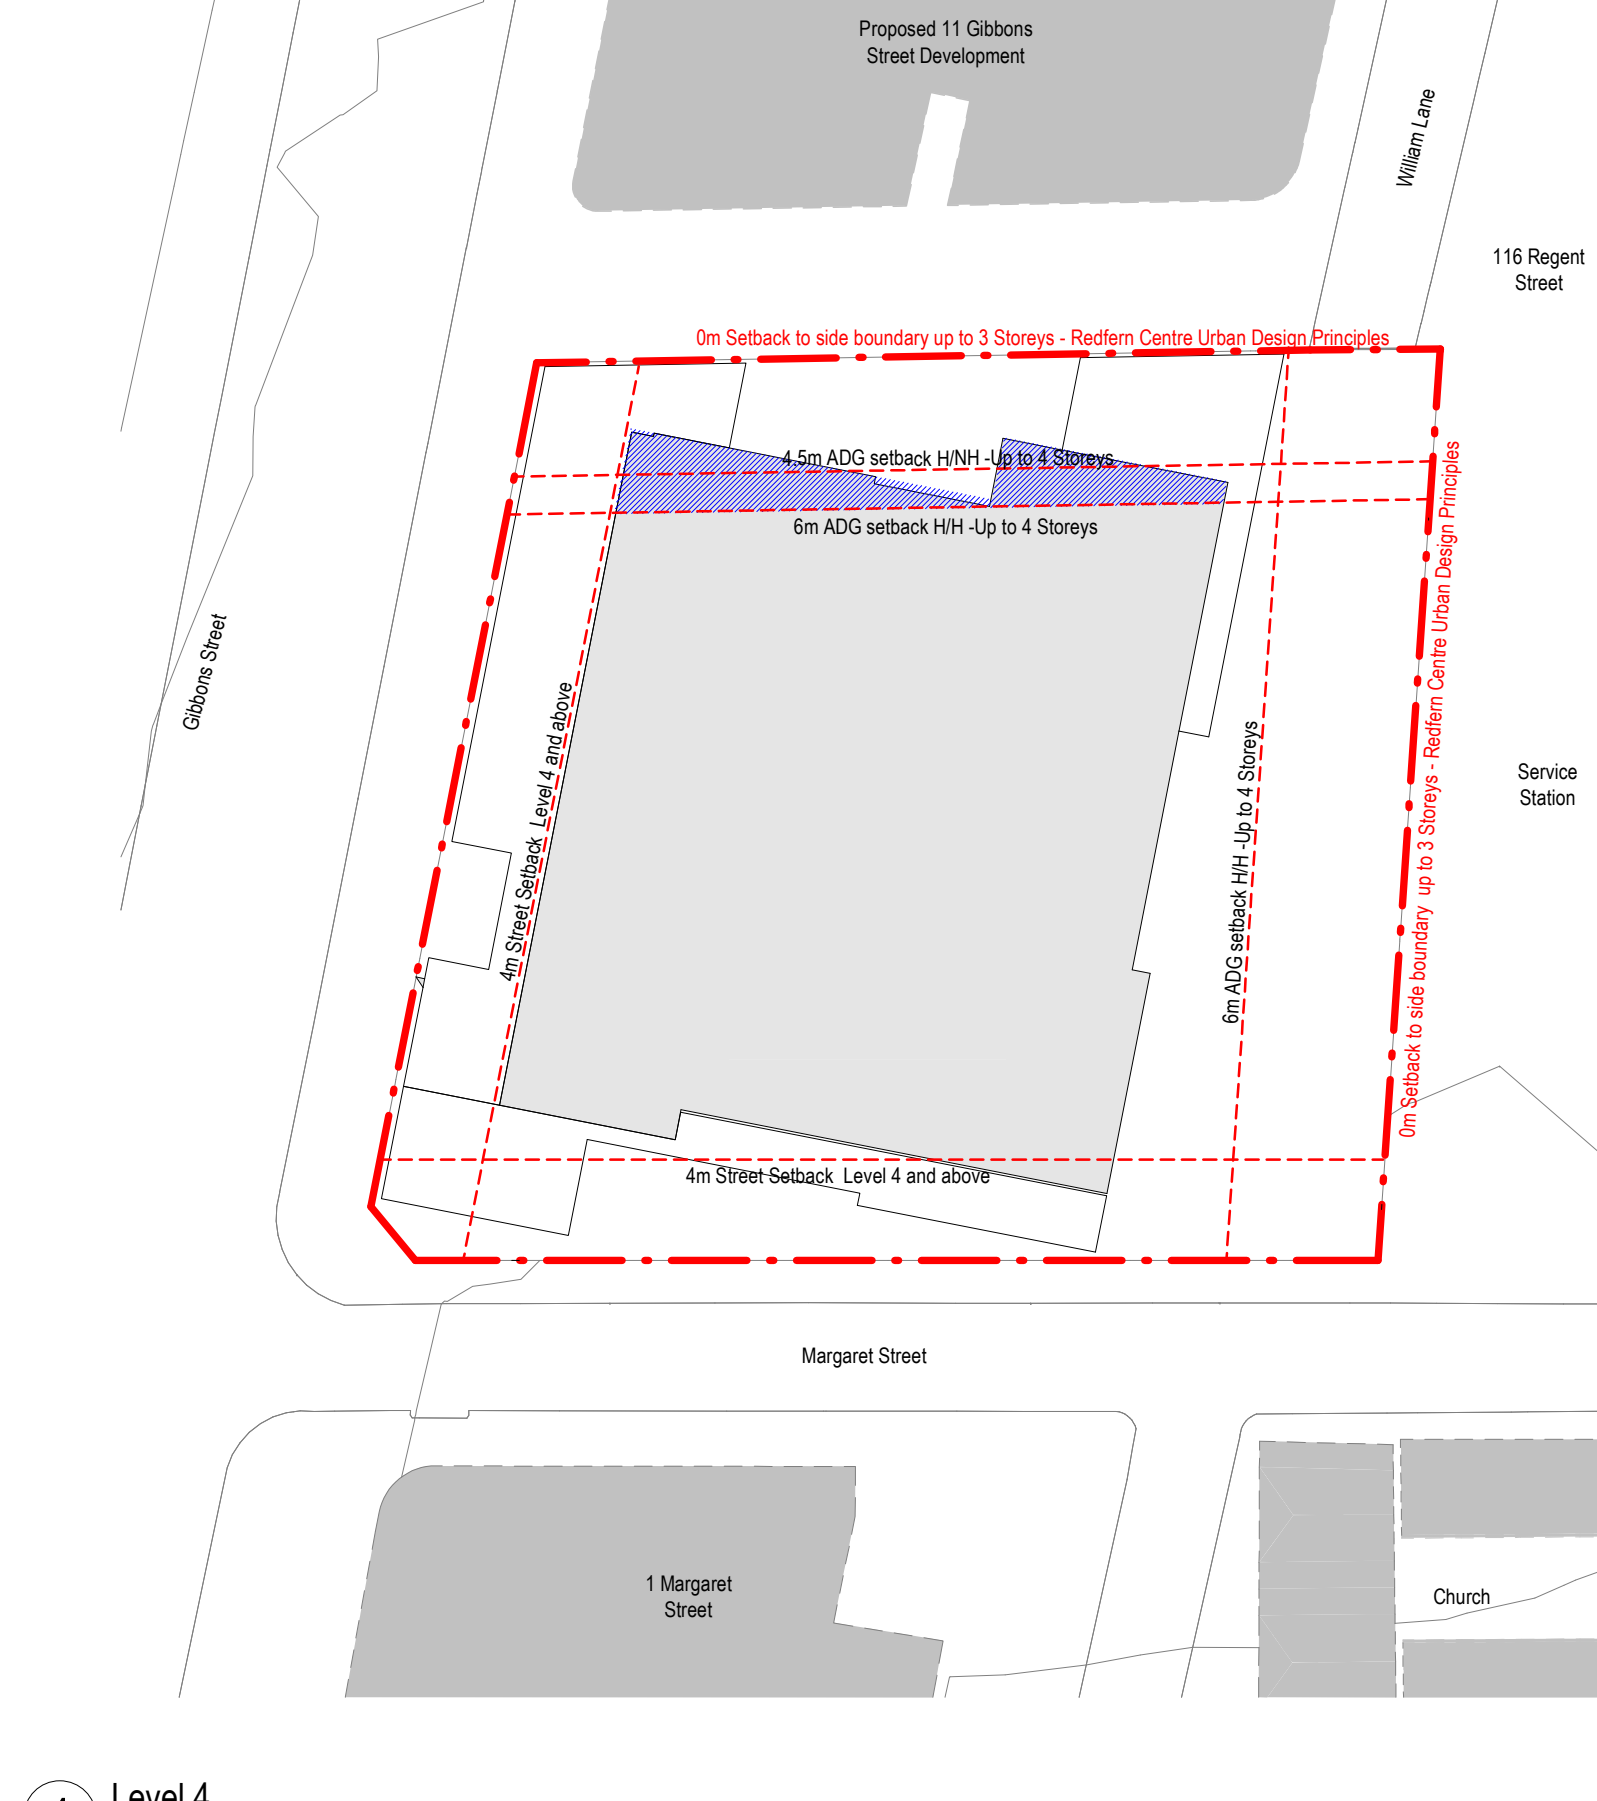 Proposed 11 Gibbons
Street Development
William Lane
116 Regent
Street
0m Setback to side boundary up to 3 Storeys - Redfern Centre Urban Design Principles
4.5m ADG setback H/NH -Up to 4 Storeys
6m ADG setback H/H -Up to 4 Storeys
Gibbons Street
4m Street Setback Level 4 and above
6m ADG setback H/H -Up to 4 Storeys
0m Setback to side boundary up to 3 Storeys - Redfern Centre Urban Design Principles
Service
Station
4m Street Setback Level 4 and above
Margaret Street
1 Margaret
Street
Church
Level 4